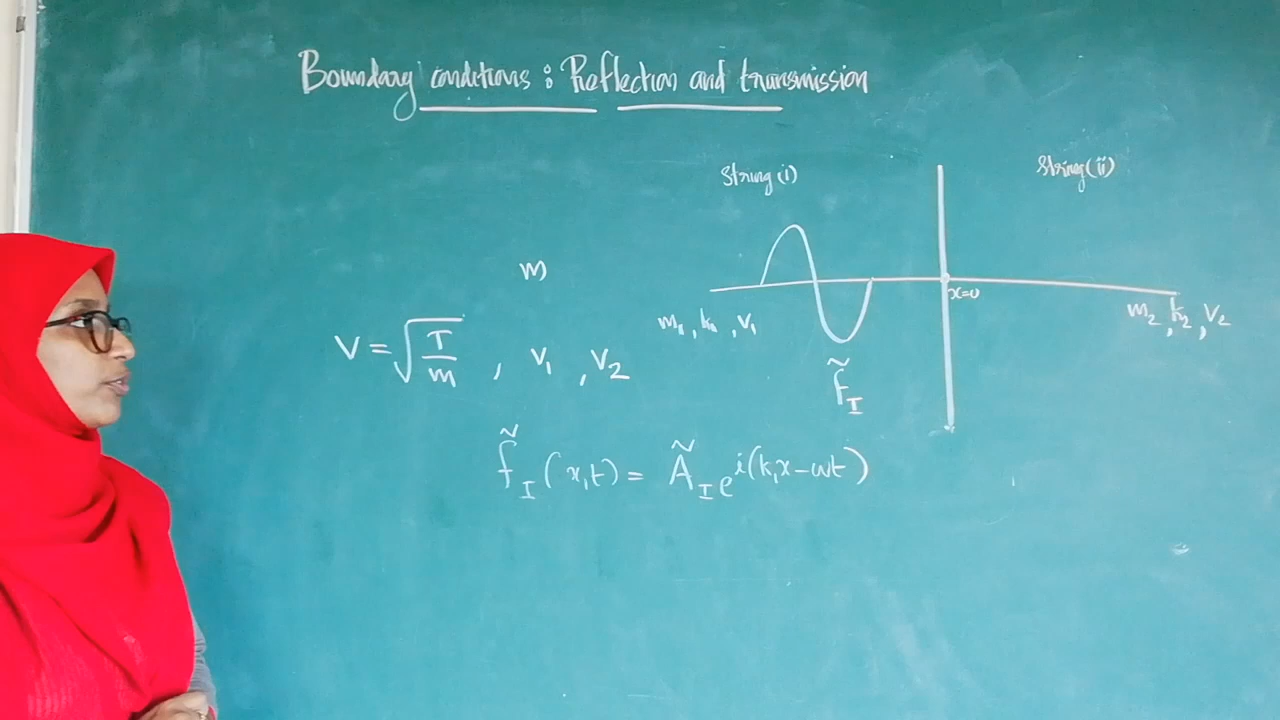 Boundary conditions : Reflection and transmission
String (i)
String (ii)
m
x=0
m₁, k₁, v₁
m₂, k₂, v₂
V = √(T/m) , v₁ , v₂
f̃_I
f̃_I (x,t) = Ã_I e^{i(k₁x-ωt)}